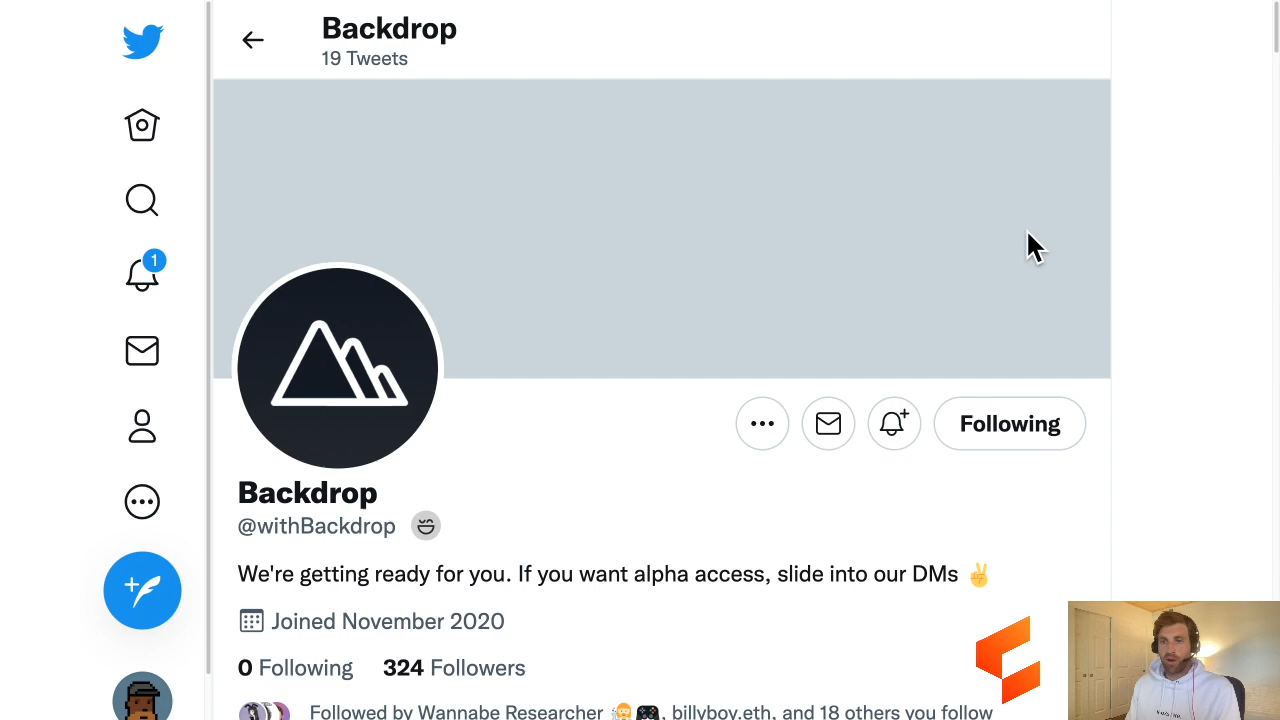 Backdrop
19 Tweets
1
Following
Backdrop
@withBackdrop
We're getting ready for you. If you want alpha access, slide into our DMs ✌️
Joined November 2020
0 Following 324 Followers
Followed by Wannabe Researcher, billyboy.eth, and 18 others you follow